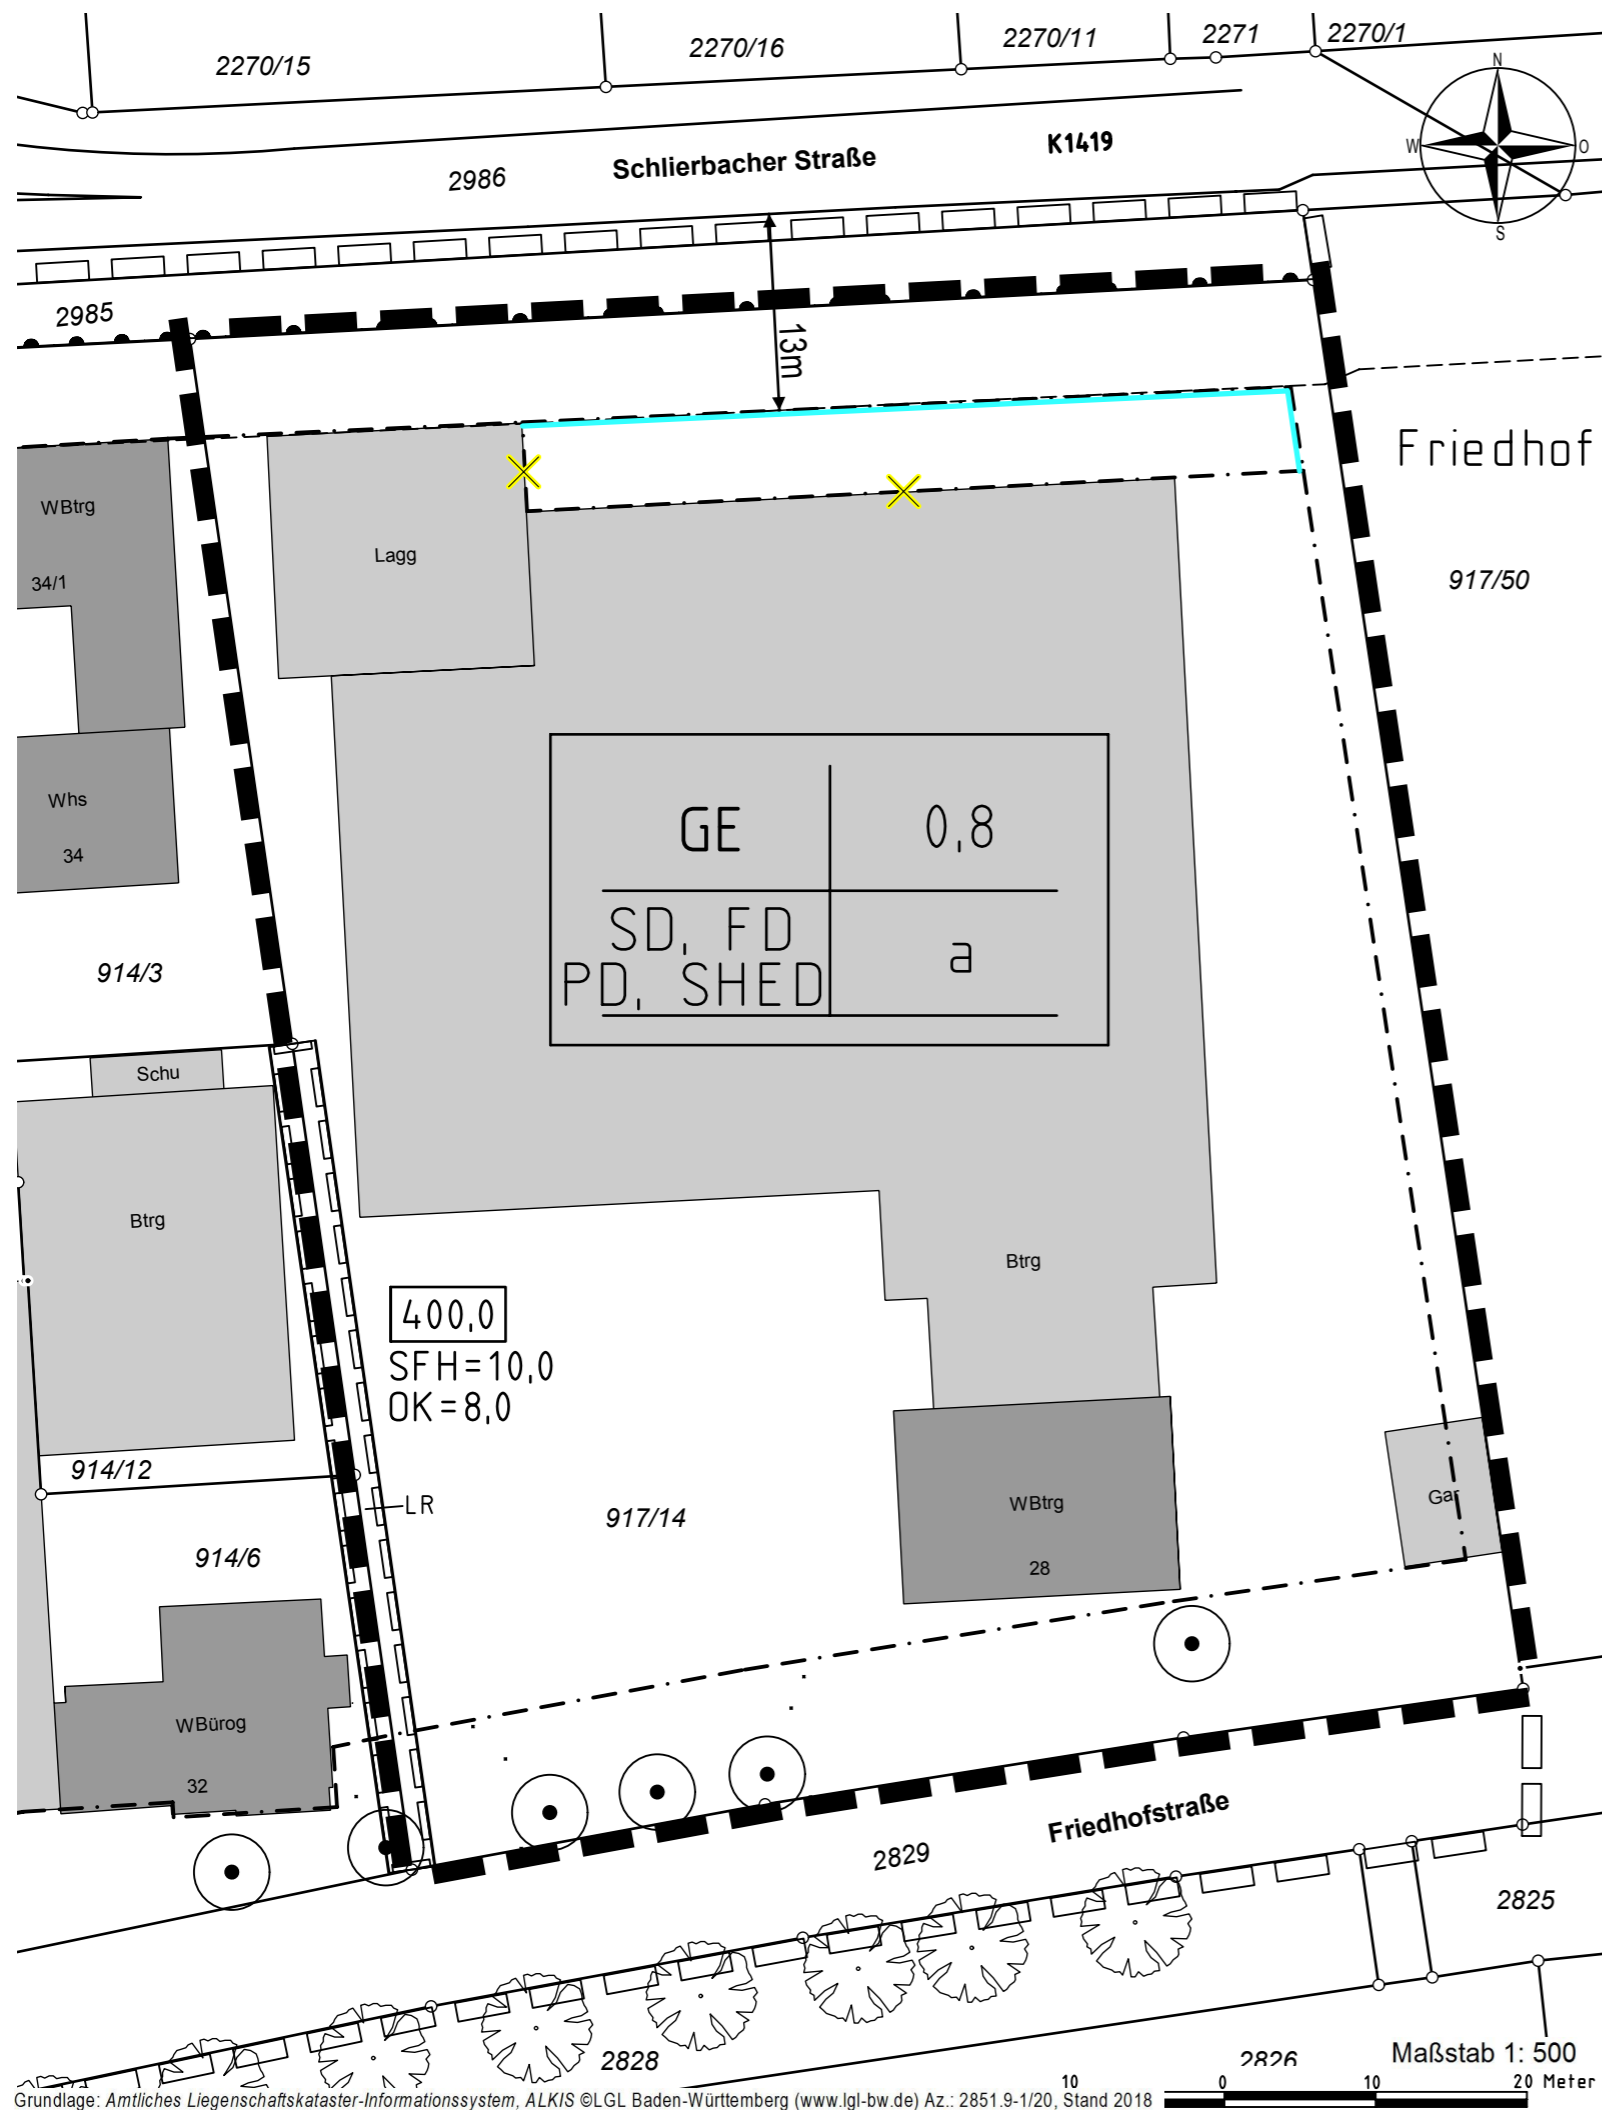 2270/15
2270/16
2270/11
2271
2270/1
N
W
O
S
K1419
Schlierbacher Straße
2986
2985
13m
Friedhof
WBtrg
34/1
Lagg
917/50
Whs
34
GE
0,8
SD, FD
PD, SHED
a
914/3
Schu
Btrg
Btrg
400,0
SFH=10,0
OK=8,0
914/12
LR
917/14
WBtrg
28
Gar
914/6
WBürog
32
Friedhofstraße
2829
2825
2828
2826
Maßstab 1: 500
10 0 10 20 Meter
Grundlage: Amtliches Liegenschaftskataster-Informationssystem, ALKIS ©LGL Baden-Württemberg (www.lgl-bw.de) Az.: 2851.9-1/20, Stand 2018